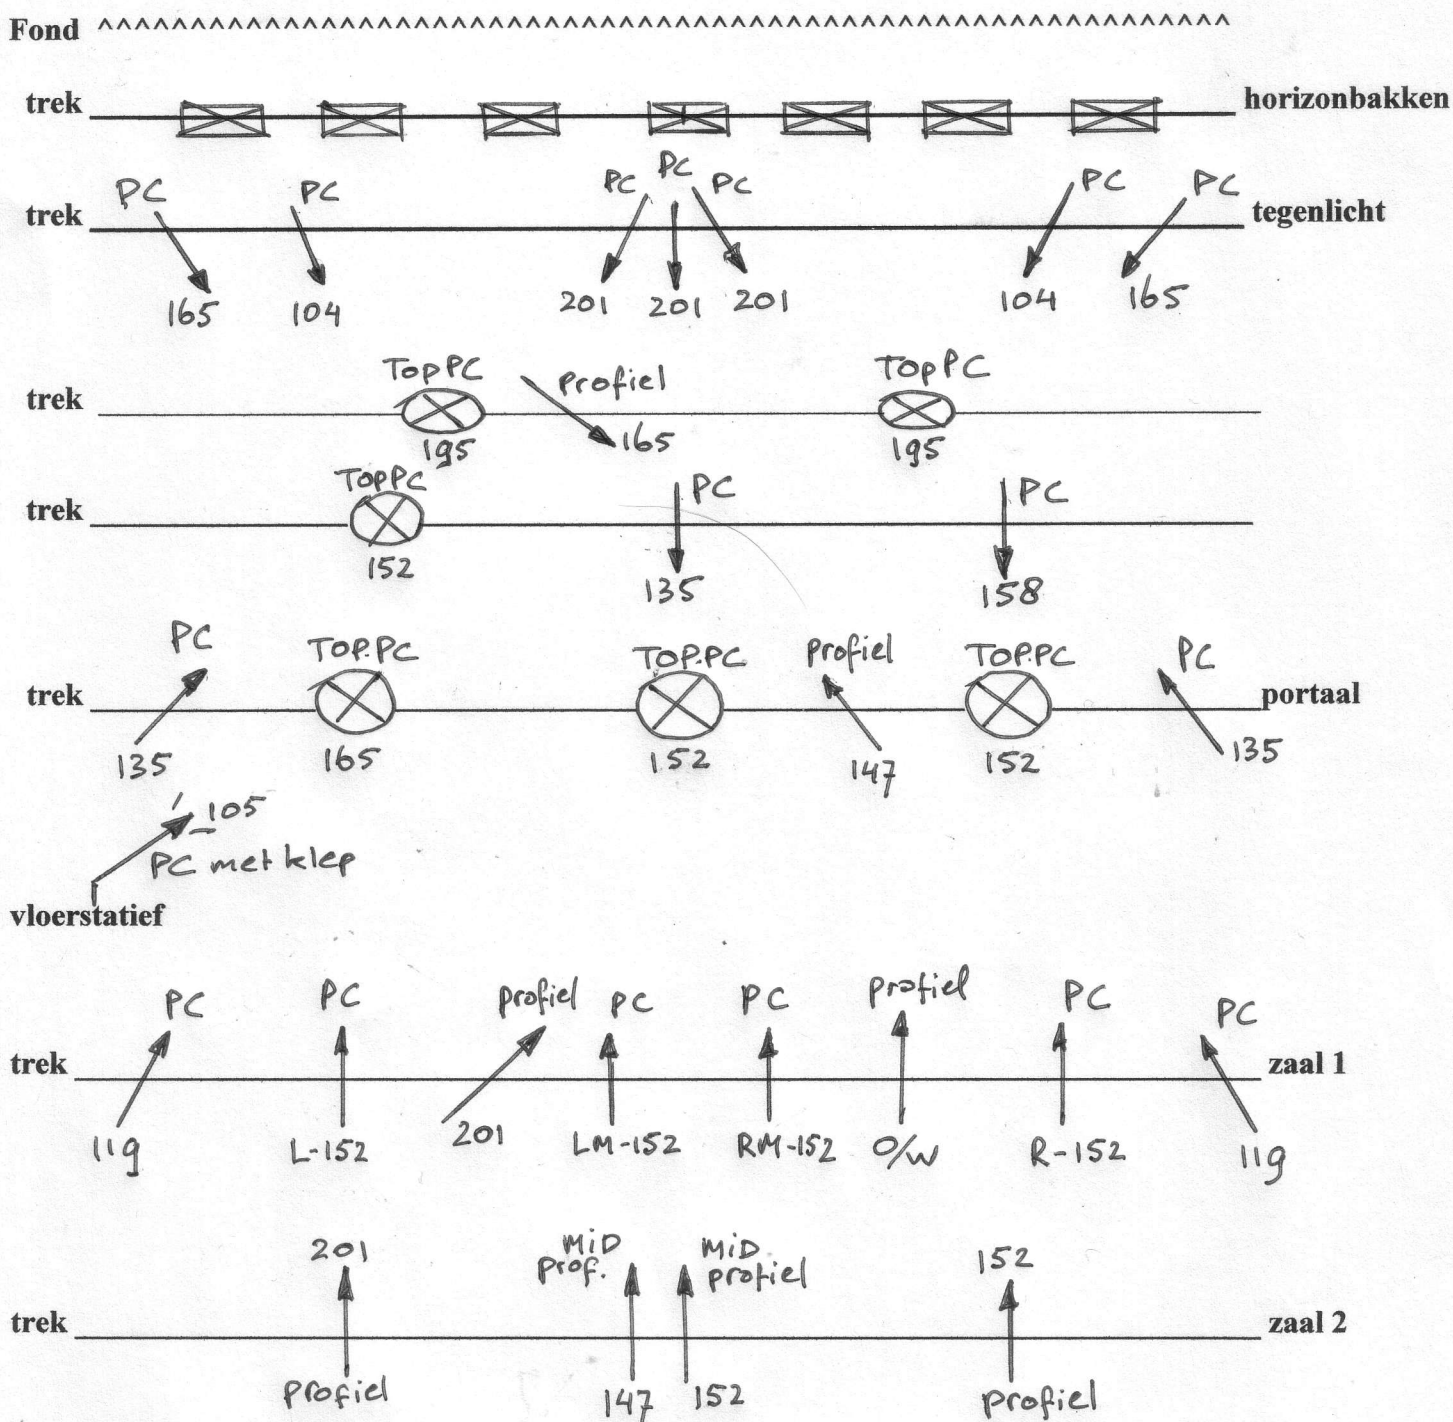 Fond ^^^^^^^^^^^^^^^^^^^^^^^^^^^^^^^^^^^^^^^^^^^^^^^^^^^^^^^^^^^^^^
trek horizonbakken
PC PC PC PC PC PC PC
trek tegenlicht
165 104 201 201 201 104 165
TopPC profiel TopPC
trek
195 165 195
TopPC PC PC
trek
152 135 158
PC TOP.PC TOP.PC profiel TOP.PC PC
trek portaal
135 165 152 147 152 135
105
PC met klep
vloerstatief
PC PC profiel PC PC profiel PC PC
trek zaal 1
119 L-152 201 LM-152 RM-152 O/W R-152 119
201 MiD prof. MiD profiel 152
trek zaal 2
profiel 147 152 profiel